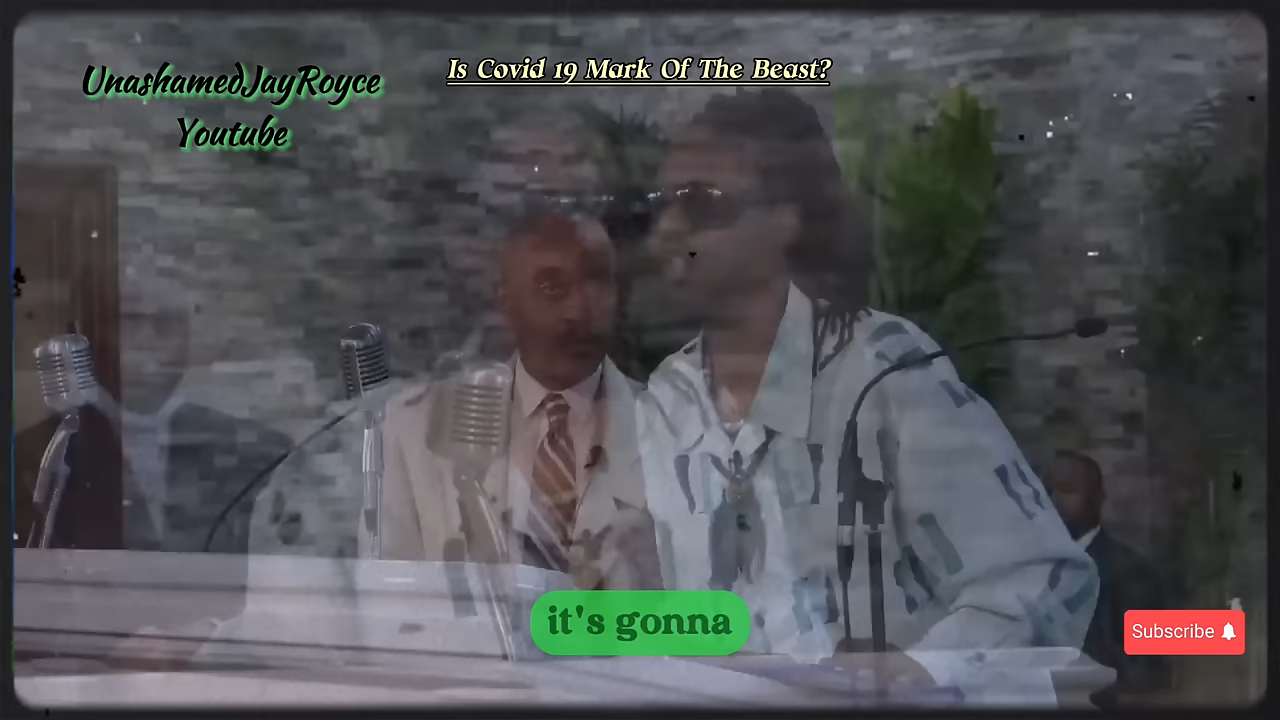 UnashamedJayRoyce
Youtube
Is Covid 19 Mark Of The Beast?
it's gonna
Subscribe